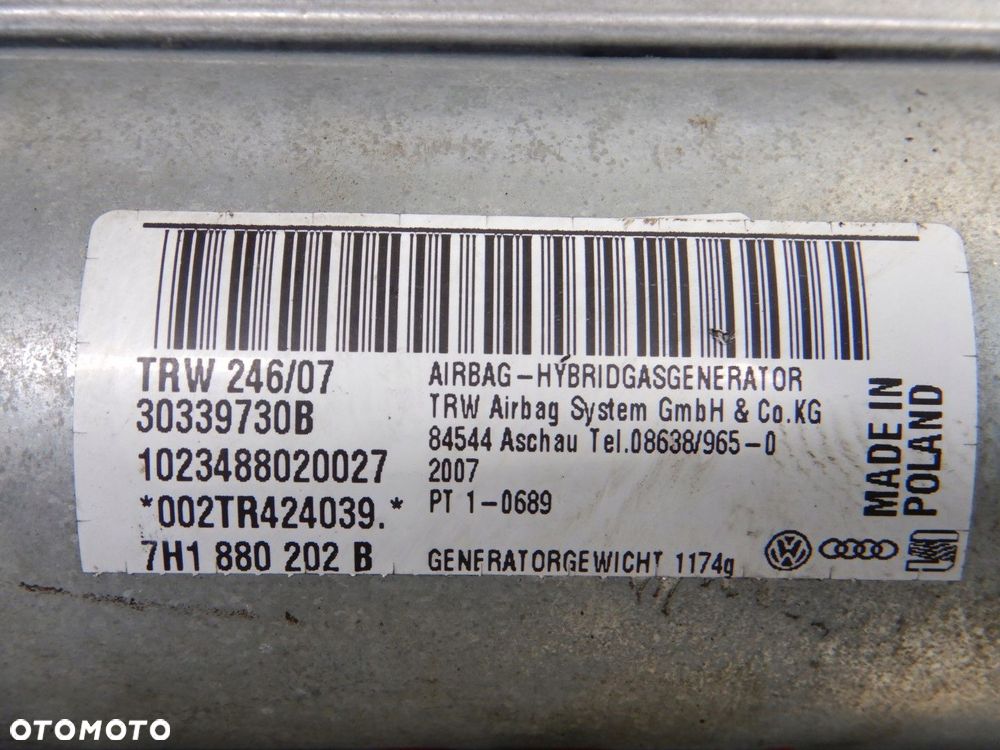 TRW 246/07
30339730B
1023488020027
*002TR424039.*
7H1 880 202 B
AIRBAG-HYBRIDGASGENERATOR
TRW Airbag System GmbH & Co.KG
84544 Aschau Tel.08638/965-0
2007
PT 1-0689
GENERATORGEWICHT 1174g
MADE IN
POLAND
OTOMOTO
OTOMOTO